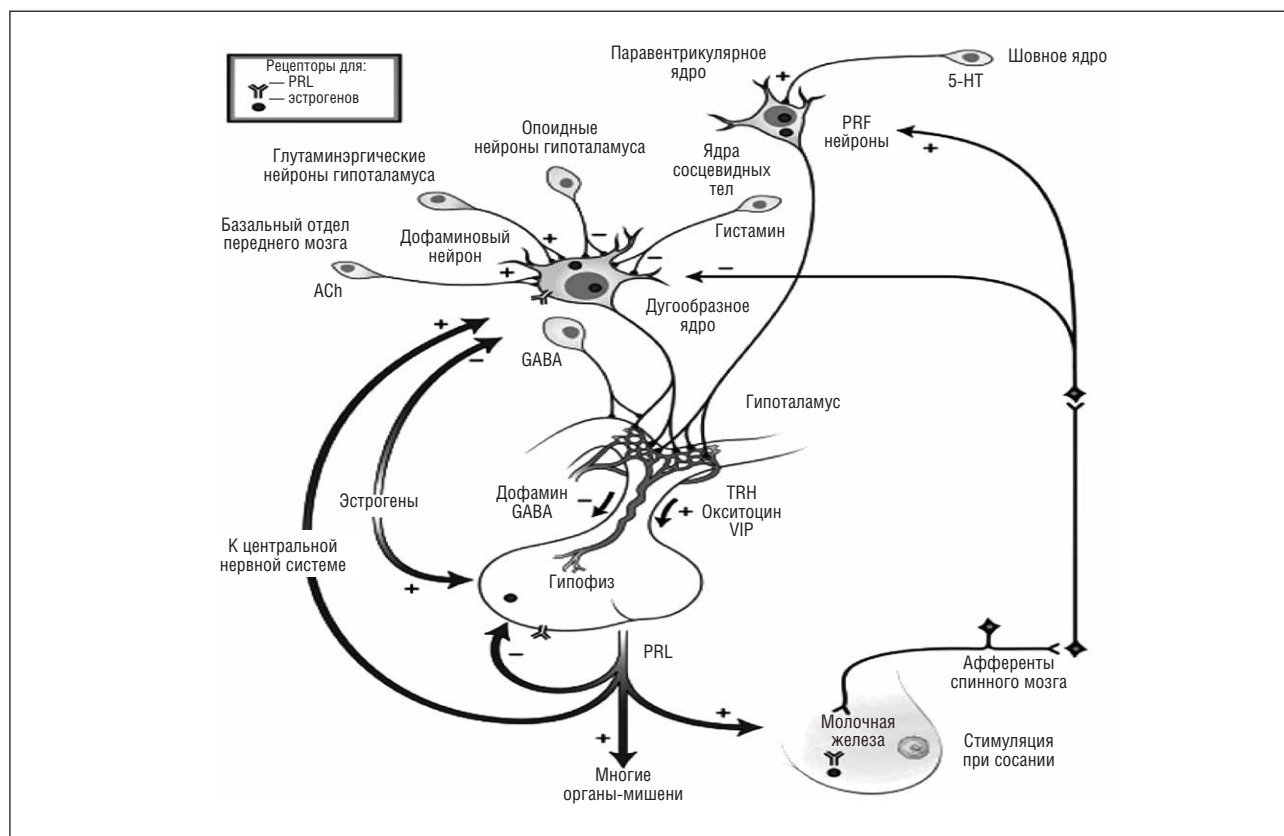 Рецепторы для:
— PRL
— эстрогенов
Паравентрикулярное
ядро
Шовное ядро
5-HT
+
PRF
нейроны
+
Опоидные
нейроны гипоталамуса
Глутаминэргические
нейроны гипоталамуса
Ядра
сосцевидных
тел
Базальный отдел
переднего мозга
Дофаминовый
нейрон
Гистамин
+
–
–
+
–
ACh
Дугообразное
ядро
+
–
GABA
Гипоталамус
Эстрогены
Дофамин
GABA
–
+
TRH
Окситоцин
VIP
К центральной
нервной системе
+
Гипофиз
–
PRL
+
+
Афференты
спинного мозга
Молочная
железа
Стимуляция
при сосании
Многие
органы-мишени